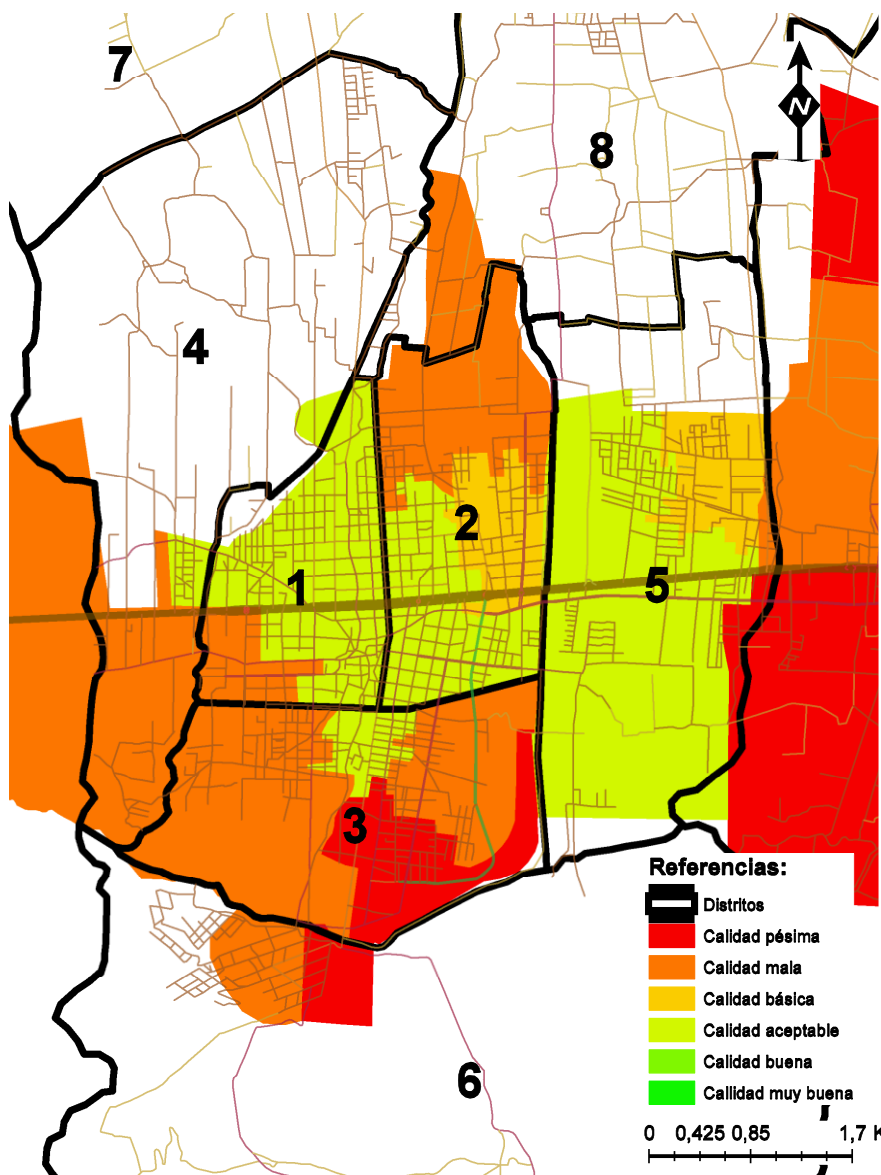 7
8
N
4
2
1
5
3
6
Referencias:
Distritos
Calidad pésima
Calidad mala
Calidad básica
Calidad aceptable
Calidad buena
Callidad muy buena
0 0,425 0,85 1,7 K